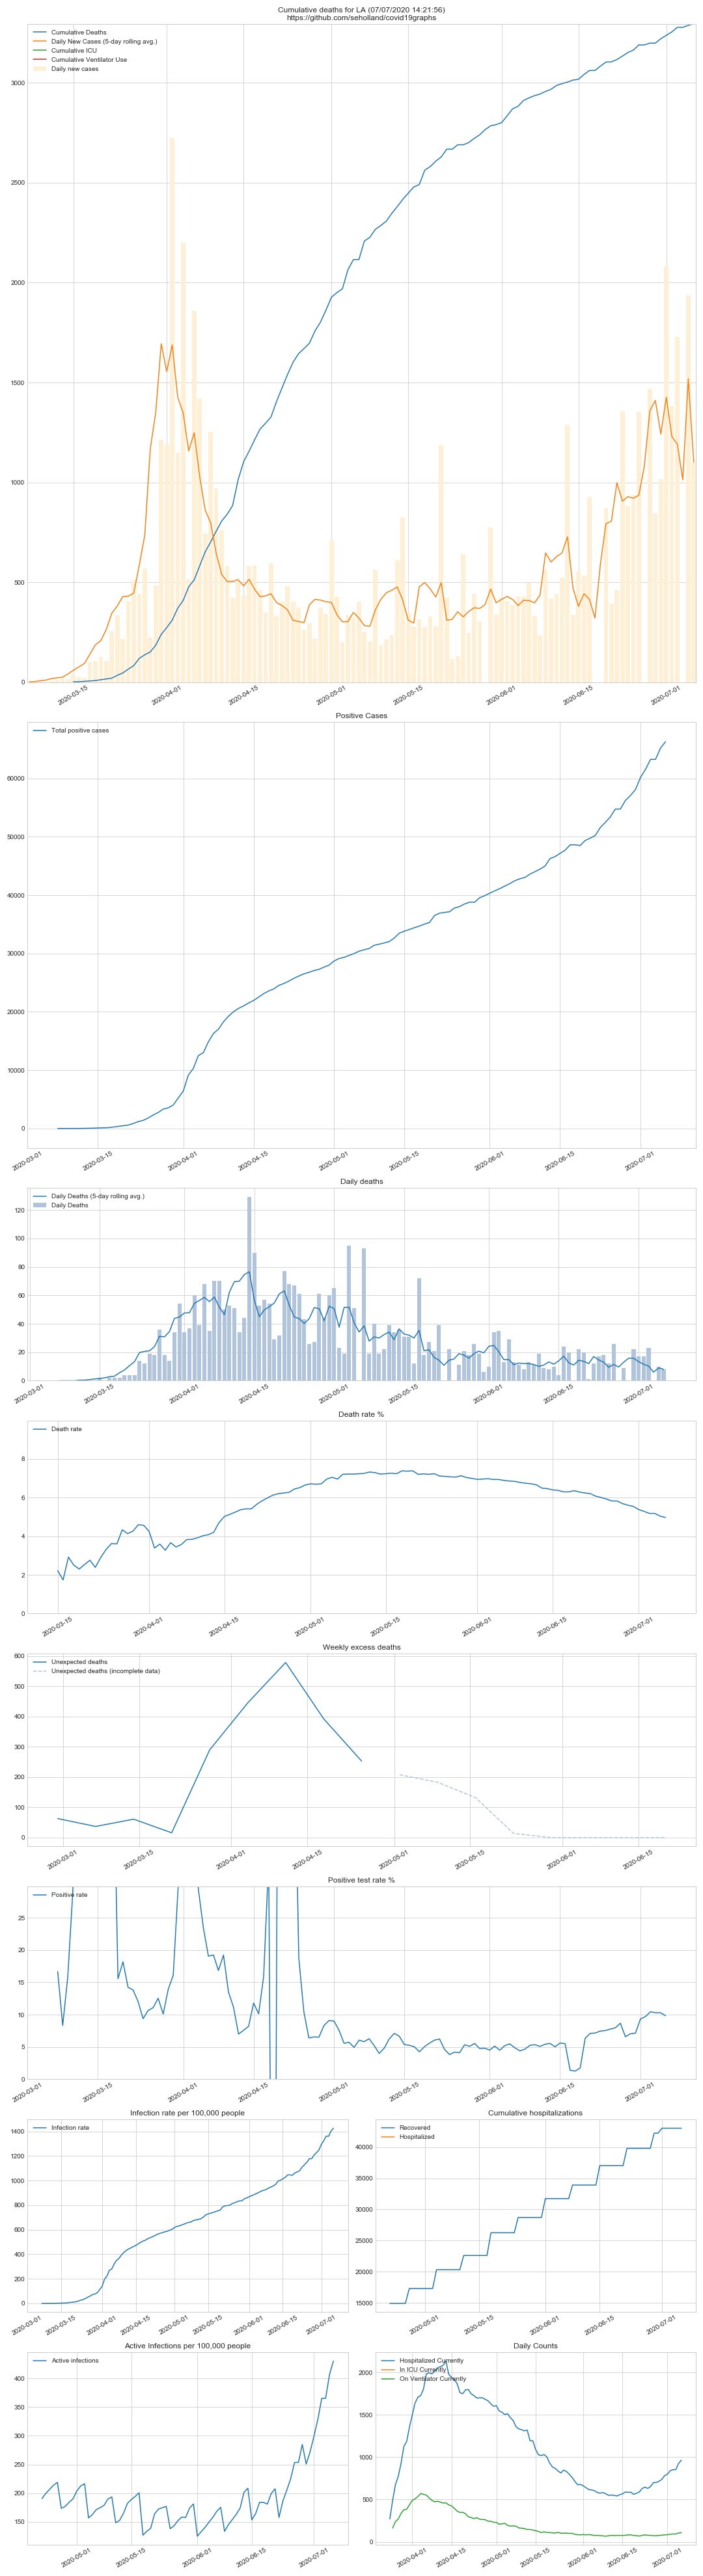 Cumulative deaths for LA (07/07/2020 14:21:56)
https://github.com/seholland/covid19graphs
Cumulative Deaths
Daily New Cases (5-day rolling avg.)
Cumulative ICU
Cumulative Ventilator Use
Daily new cases
3000
2500
2000
1500
1000
500
0
2020-03-15 2020-04-01 2020-04-15 2020-05-01 2020-05-15 2020-06-01 2020-06-15 2020-07-01
Positive Cases
Total positive cases
60000
50000
40000
30000
20000
10000
0
2020-03-01 2020-03-15 2020-04-01 2020-04-15 2020-05-01 2020-05-15 2020-06-01 2020-06-15 2020-07-01
Daily deaths
Daily Deaths (5-day rolling avg.)
Daily Deaths
120
100
80
60
40
20
0
2020-03-01 2020-03-15 2020-04-01 2020-04-15 2020-05-01 2020-05-15 2020-06-01 2020-06-15 2020-07-01
Death rate %
Death rate
8
6
4
2
0
2020-03-15 2020-04-01 2020-04-15 2020-05-01 2020-05-15 2020-06-01 2020-06-15 2020-07-01
Weekly excess deaths
Unexpected deaths
Unexpected deaths (incomplete data)
600
500
400
300
200
100
0
2020-03-01 2020-03-15 2020-04-01 2020-04-15 2020-05-01 2020-05-15 2020-06-01 2020-06-15
Positive test rate %
Positive rate
25
20
15
10
5
0
2020-03-01 2020-03-15 2020-04-01 2020-04-15 2020-05-01 2020-05-15 2020-06-01 2020-06-15 2020-07-01
Infection rate per 100,000 people
Infection rate
1400
1200
1000
800
600
400
200
0
2020-03-01 2020-03-15 2020-04-01 2020-04-15 2020-05-01 2020-05-15 2020-06-01 2020-06-15 2020-07-01
Cumulative hospitalizations
Recovered
Hospitalized
40000
35000
30000
25000
20000
15000
2020-05-01 2020-05-15 2020-06-01 2020-06-15 2020-07-01
Active Infections per 100,000 people
Active infections
400
350
300
250
200
150
2020-05-01 2020-05-15 2020-06-01 2020-06-15 2020-07-01
Daily Counts
Hospitalized Currently
In ICU Currently
On Ventilator Currently
2000
1500
1000
500
0
2020-04-01 2020-04-15 2020-05-01 2020-05-15 2020-06-01 2020-06-15 2020-07-01